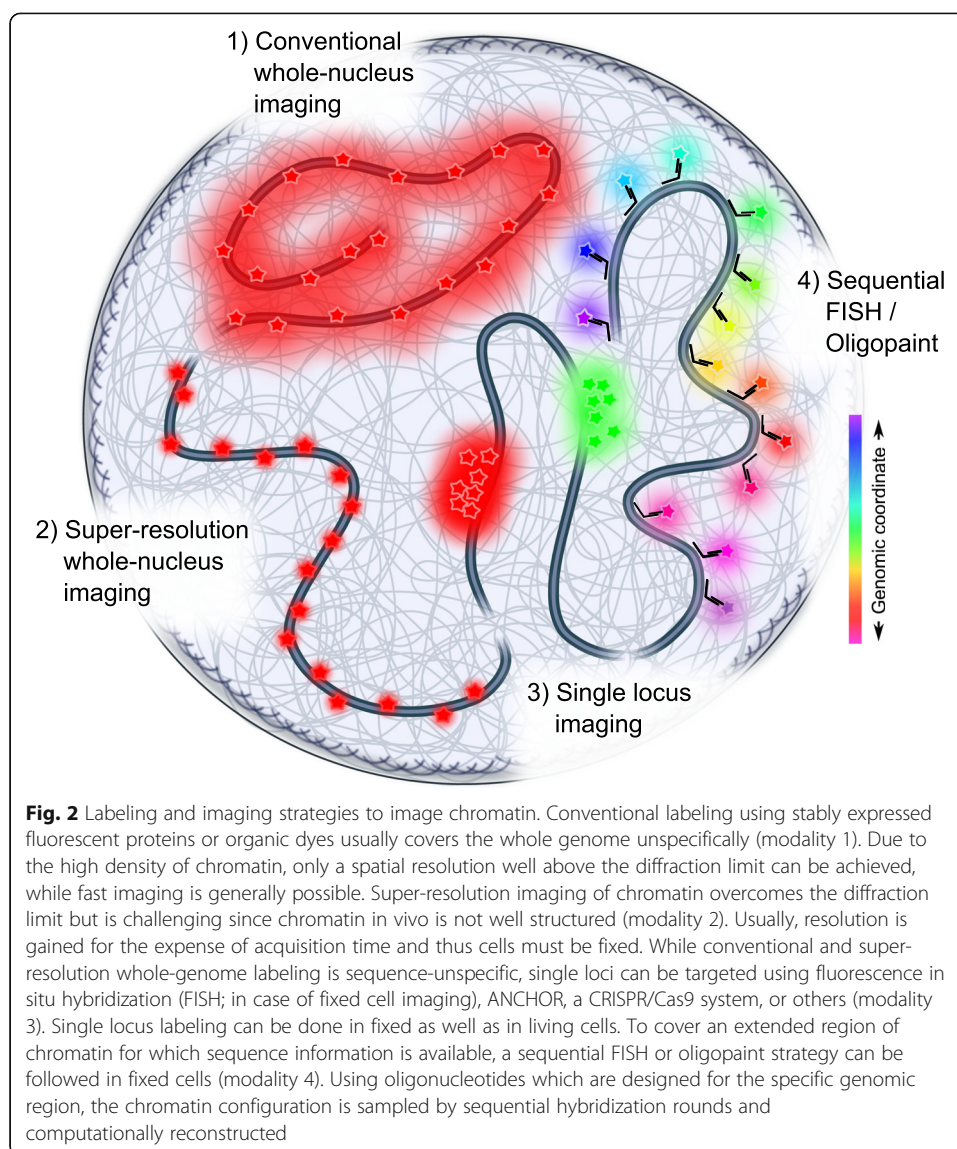 1) Conventional
whole-nucleus
imaging
4) Sequential
FISH /
Oligopaint
Genomic coordinate
2) Super-resolution
whole-nucleus
imaging
3) Single locus
imaging
Fig. 2 Labeling and imaging strategies to image chromatin. Conventional labeling using stably expressed
fluorescent proteins or organic dyes usually covers the whole genome unspecifically (modality 1). Due to
the high density of chromatin, only a spatial resolution well above the diffraction limit can be achieved,
while fast imaging is generally possible. Super-resolution imaging of chromatin overcomes the diffraction
limit but is challenging since chromatin in vivo is not well structured (modality 2). Usually, resolution is
gained for the expense of acquisition time and thus cells must be fixed. While conventional and super-
resolution whole-genome labeling is sequence-unspecific, single loci can be targeted using fluorescence in
situ hybridization (FISH; in case of fixed cell imaging), ANCHOR, a CRISPR/Cas9 system, or others (modality
3). Single locus labeling can be done in fixed as well as in living cells. To cover an extended region of
chromatin for which sequence information is available, a sequential FISH or oligopaint strategy can be
followed in fixed cells (modality 4). Using oligonucleotides which are designed for the specific genomic
region, the chromatin configuration is sampled by sequential hybridization rounds and
computationally reconstructed